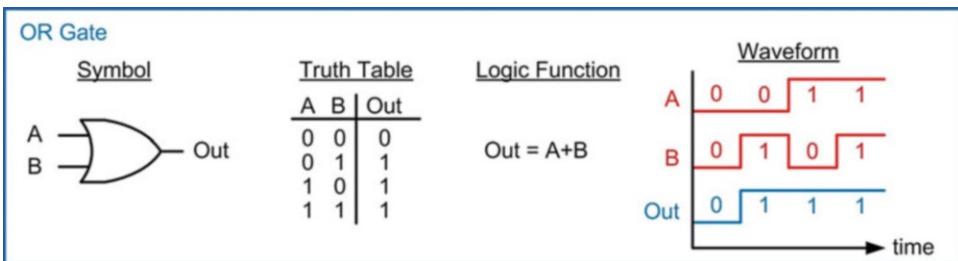 OR Gate
Symbol
A
B
Out
Truth Table
A B Out
0 0 0
0 1 1
1 0 1
1 1 1
Logic Function
Out = A+B
Waveform
A 0 0 1 1
B 0 1 0 1
Out 0 1 1 1
time